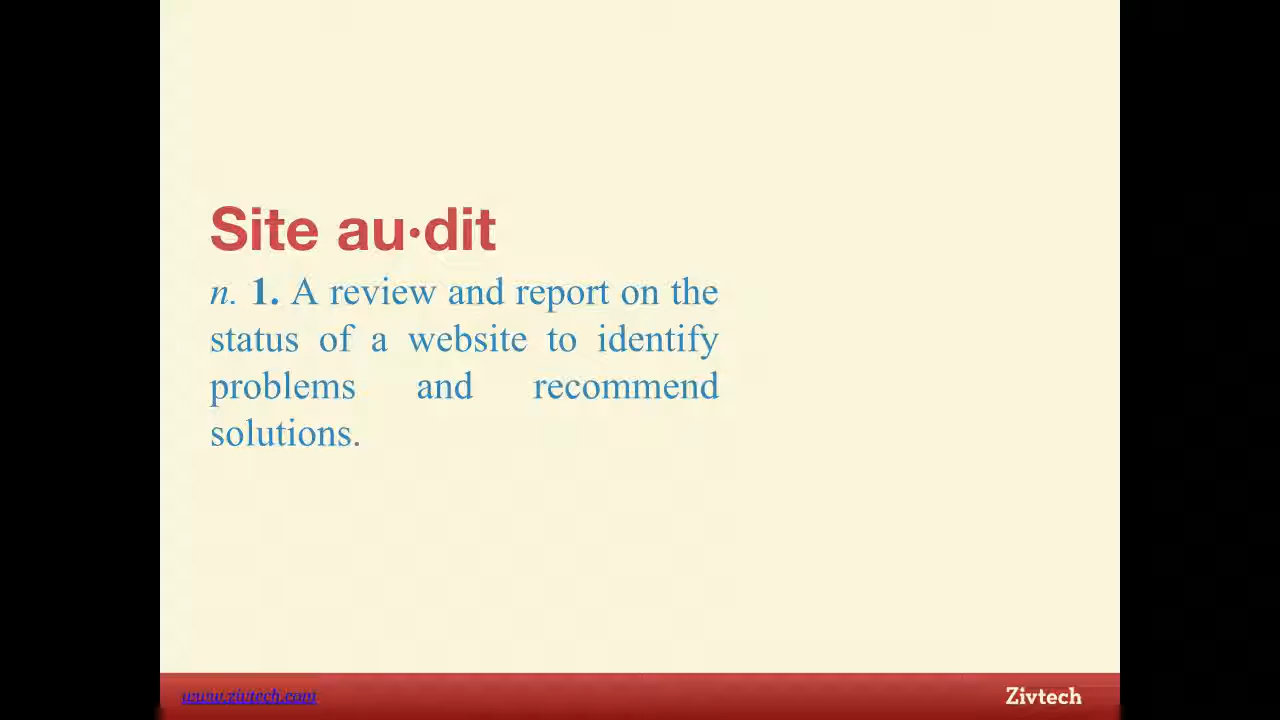 Site au·dit
n. 1. A review and report on the
status of a website to identify
problems and recommend
solutions.
www.zivtech.com
Zivtech